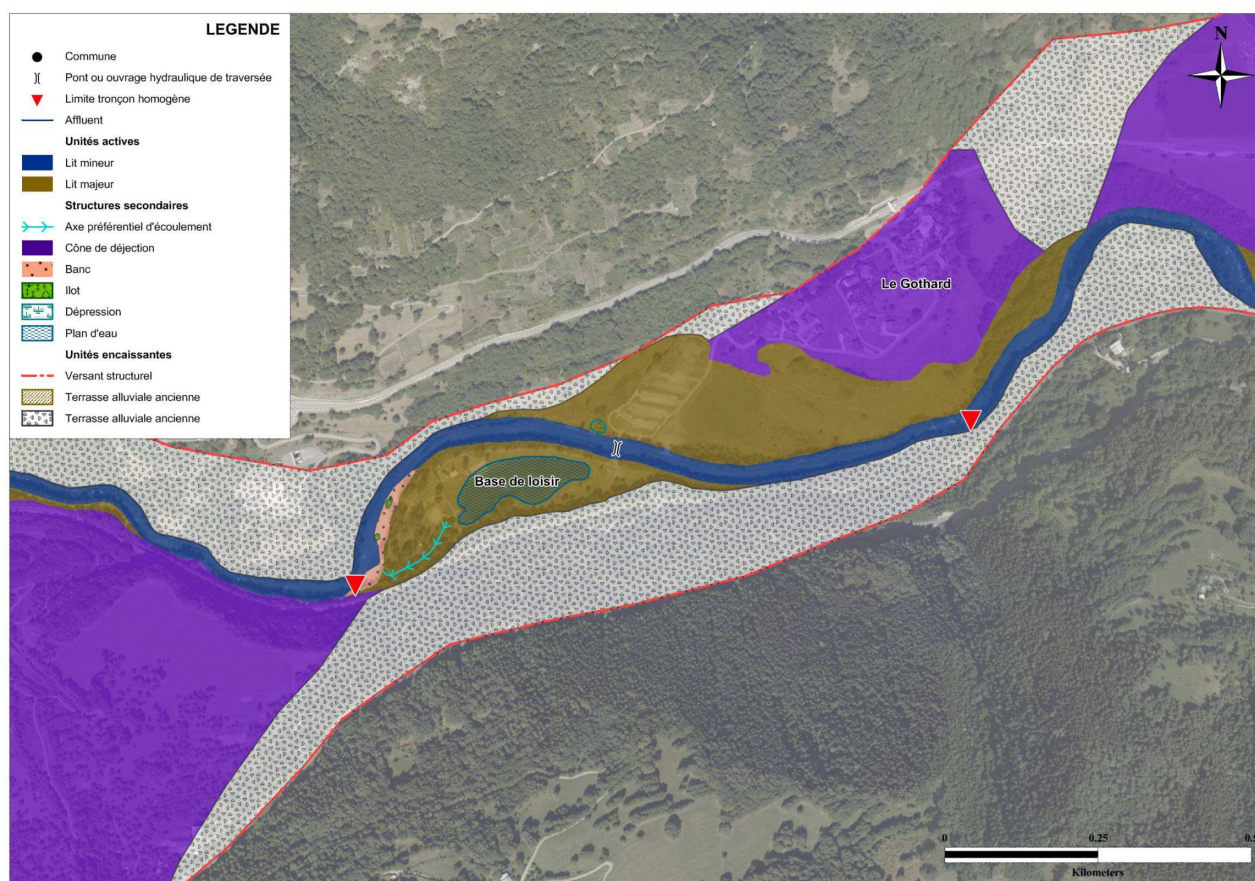 LEGENDE
Commune
Pont ou ouvrage hydraulique de traversée
Limite tronçon homogène
Affluent
Unités actives
Lit mineur
Lit majeur
Structures secondaires
Axe préférentiel d'écoulement
Cône de déjection
Banc
Ilot
Dépression
Plan d'eau
Unités encaissantes
Versant structurel
Terrasse alluviale ancienne
Terrasse alluviale ancienne
N
Le Gothard
Base de loisir
0 0.25
Kilometers